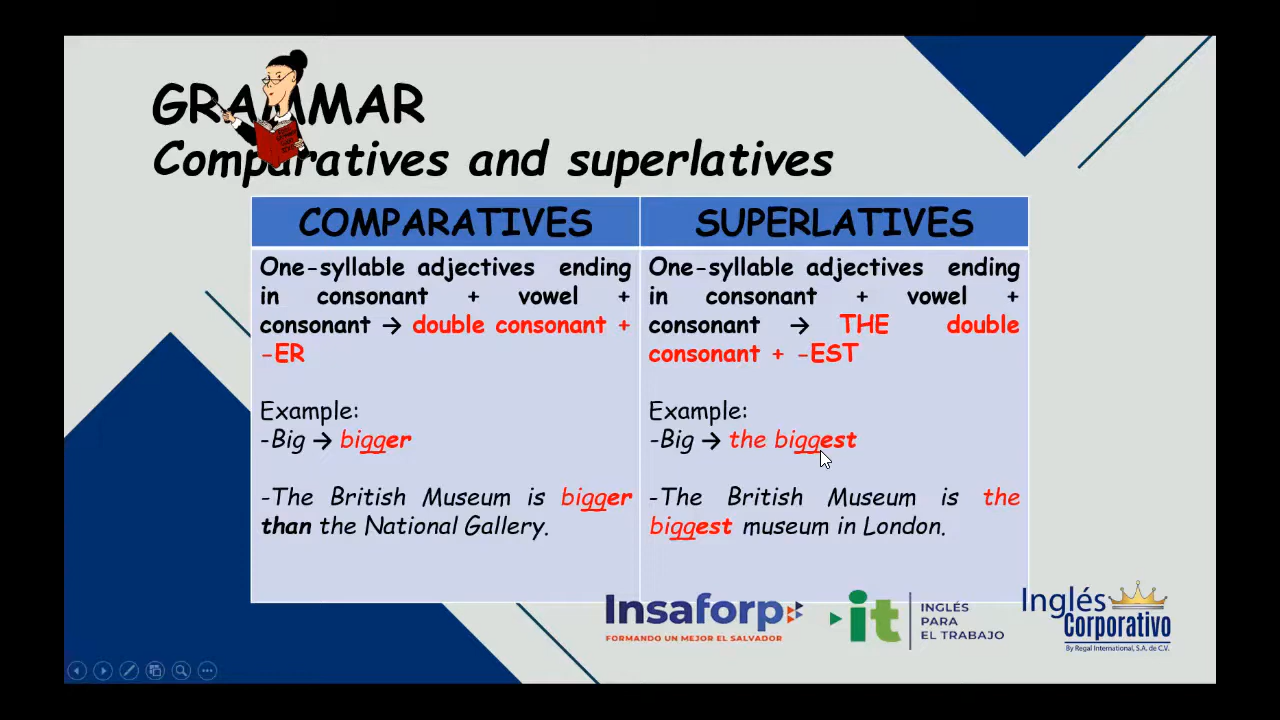 GRAMMAR
Comparatives and superlatives
COMPARATIVES
One-syllable adjectives ending
in consonant + vowel +
consonant → double consonant +
-ER
Example:
-Big → bigger
-The British Museum is bigger
than the National Gallery.
SUPERLATIVES
One-syllable adjectives ending
in consonant + vowel +
consonant → THE double
consonant + -EST
Example:
-Big → the biggest
-The British Museum is the
biggest museum in London.
Insaforp
FORMANDO UN MEJOR EL SALVADOR
it
INGLÉS
PARA
EL TRABAJO
Inglés
Corporativo
By Regal International, S.A. de C.V.